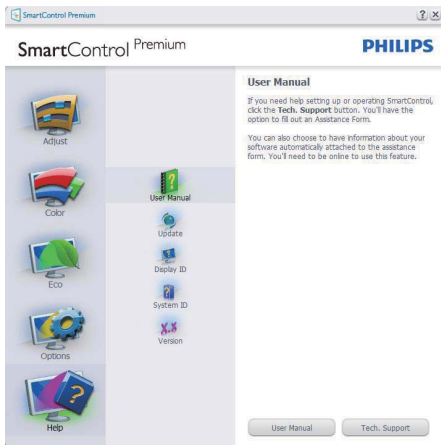 SmartControl Premium
SmartControl Premium
PHILIPS
Adjust
Color
Eco
Options
Help
User Manual
Update
Display ID
System ID
X.X
Version
User Manual
If you need help setting up or operating SmartControl,
click the Tech. Support button. You'll have the
option to fill out an Assistance Form.
You can also choose to have information about your
software automatically attached to the assistance
form. You'll need to be online to use this feature.
User Manual
Tech. Support